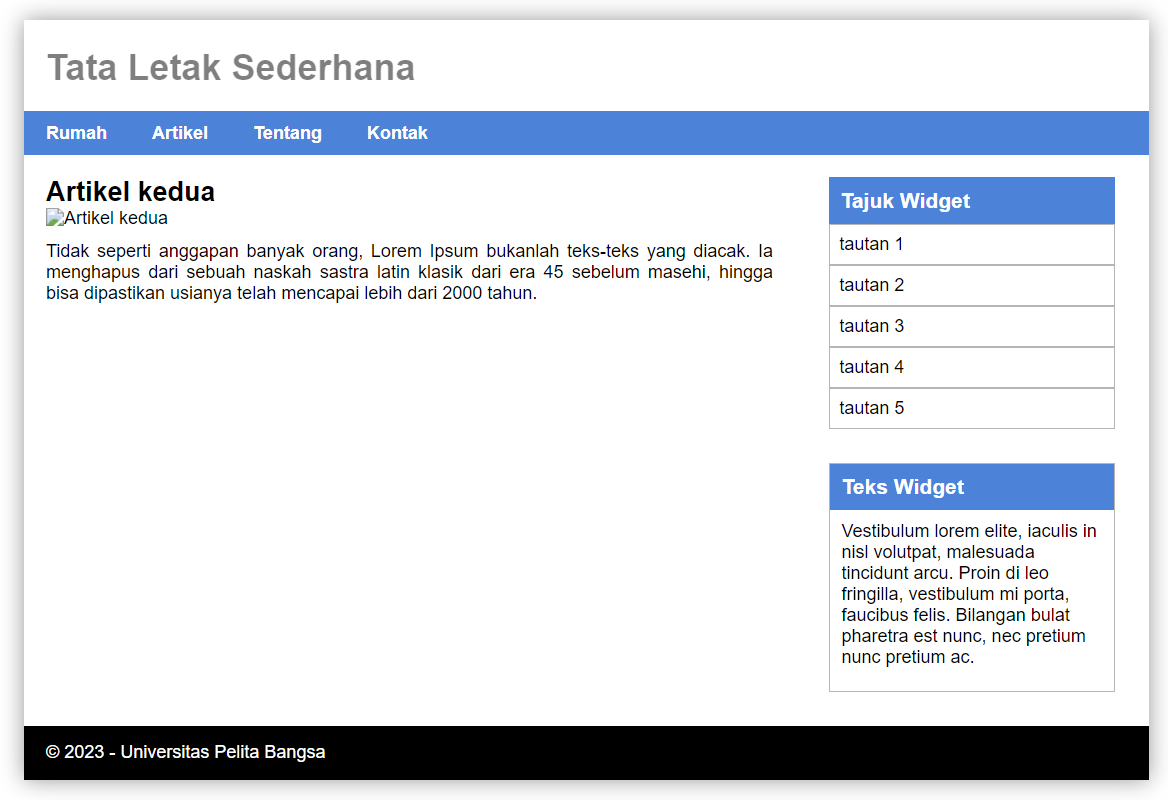 Tata Letak Sederhana
Rumah Artikel Tentang Kontak
Artikel kedua
Artikel kedua
Tidak seperti anggapan banyak orang, Lorem Ipsum bukanlah teks-teks yang diacak. Ia
menghapus dari sebuah naskah sastra latin klasik dari era 45 sebelum masehi, hingga
bisa dipastikan usianya telah mencapai lebih dari 2000 tahun.
Tajuk Widget
tautan 1
tautan 2
tautan 3
tautan 4
tautan 5
Teks Widget
Vestibulum lorem elite, iaculis in
nisl volutpat, malesuada
tincidunt arcu. Proin di leo
fringilla, vestibulum mi porta,
faucibus felis. Bilangan bulat
pharetra est nunc, nec pretium
nunc pretium ac.
© 2023 - Universitas Pelita Bangsa